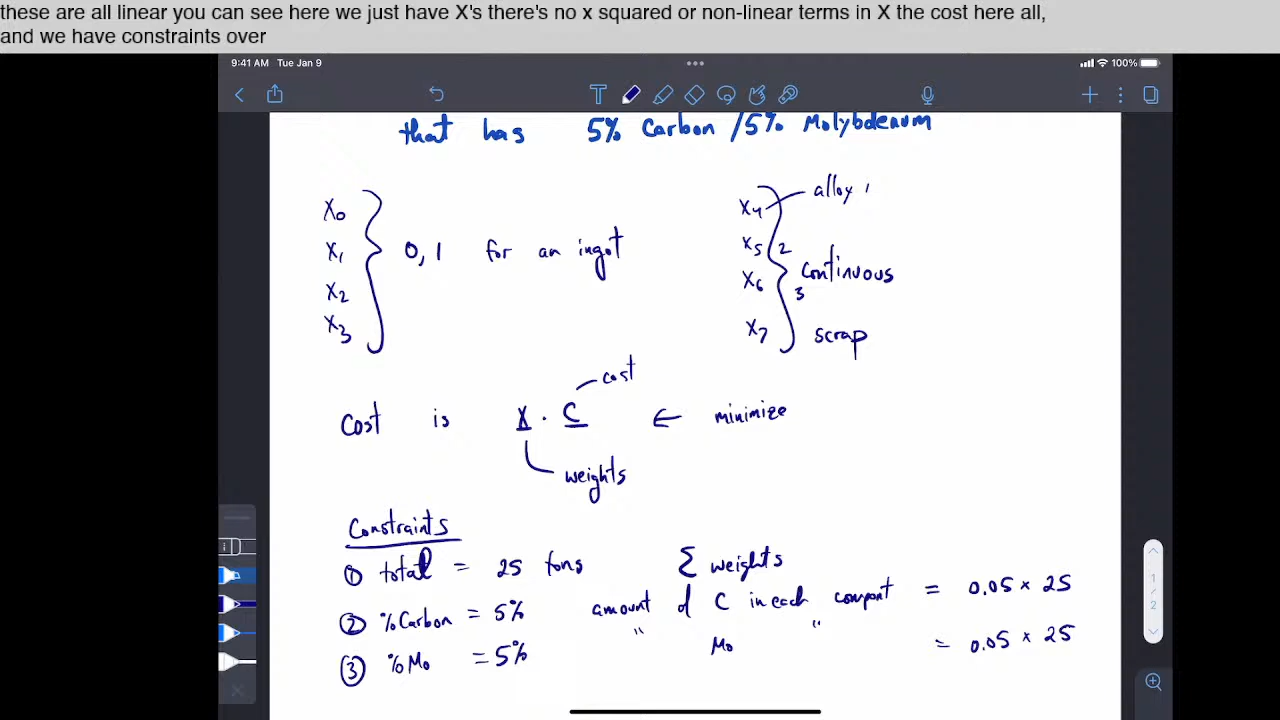 these are all linear you can see here we just have X's there's no x squared or non-linear terms in X the cost here all,
and we have constraints over
9:41 AM Tue Jan 9
100%
that has 5% Carbon / 5% Molybdenum
x0
x1
x2
x3
0, 1 for an ingot
x4
x5
x6
x7
alloy 1
2
continuous
3
scrap
cost
Cost is x · c ← minimize
weights
Constraints
① total = 25 tons Σ weights
② % Carbon = 5% amount of C in each compont = 0.05 × 25
③ % Mo = 5% " Mo " = 0.05 × 25
1
/
2